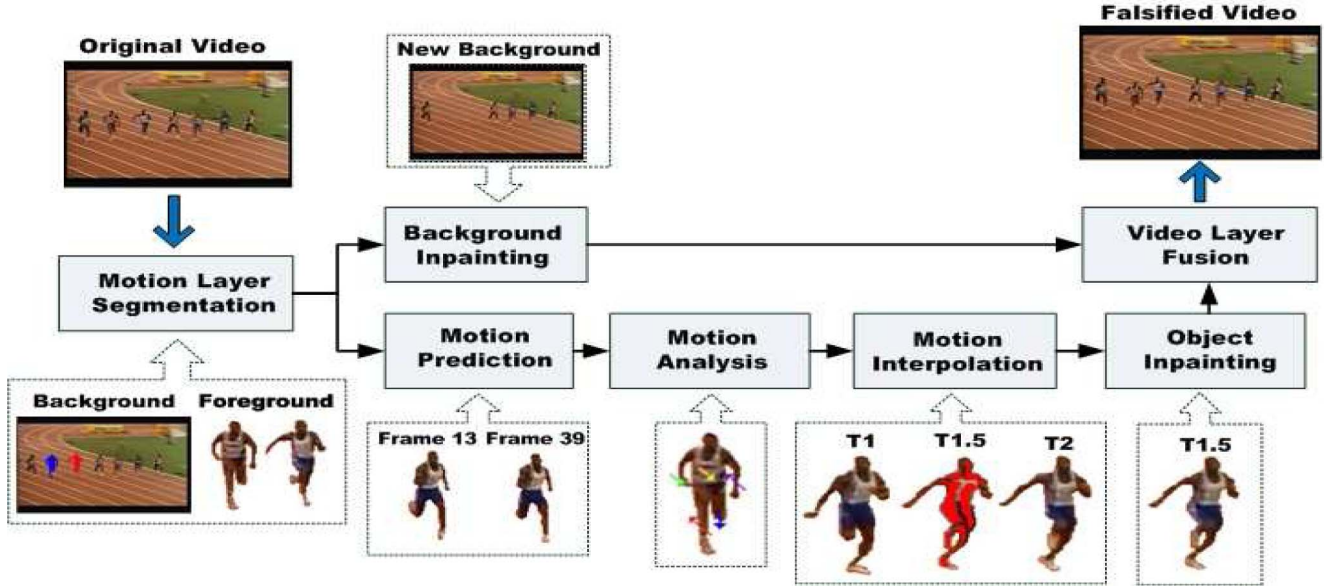 Original Video
New Background
Falsified Video
Background
Inpainting
Video Layer
Fusion
Motion Layer
Segmentation
Motion
Prediction
Motion
Analysis
Motion
Interpolation
Object
Inpainting
Background
Foreground
Frame 13
Frame 39
T1
T1.5
T2
T1.5